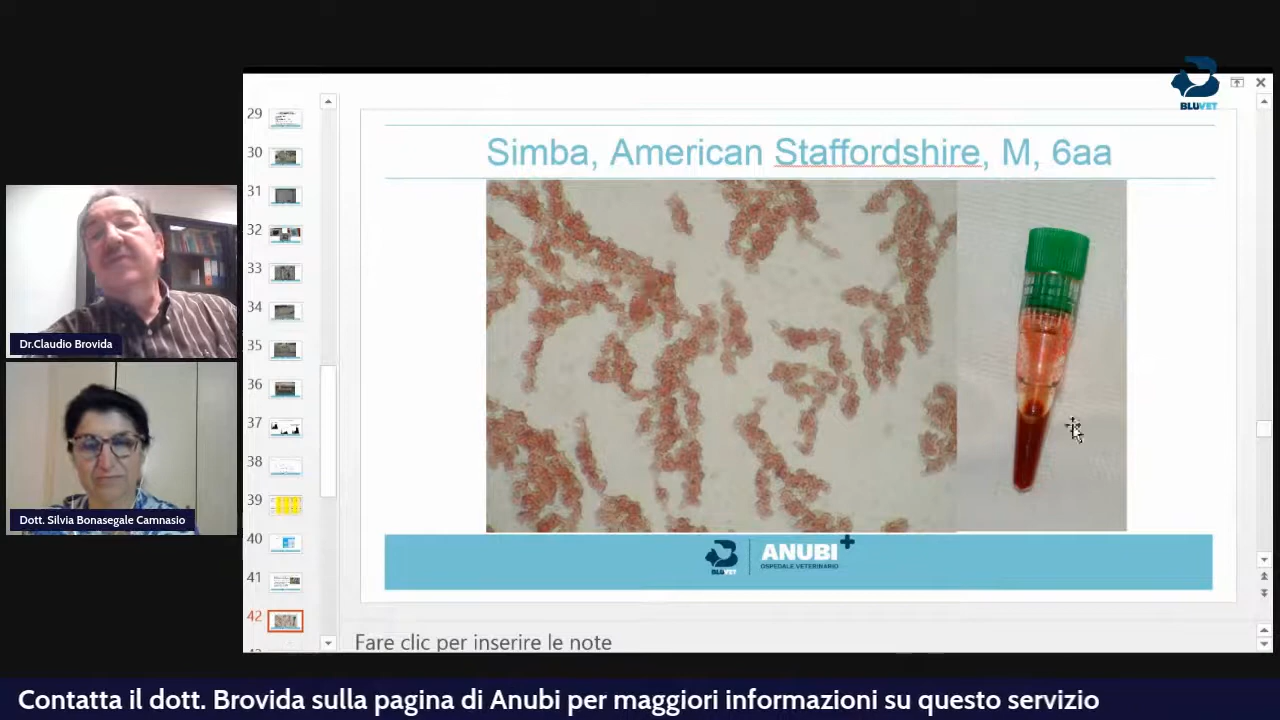 BLUVET
29
30
31
32
33
34
35
36
37
38
39
40
41
42
Simba, American Staffordshire, M, 6aa
BLUVET
ANUBI
OSPEDALE VETERINARIO
Fare clic per inserire le note
Dr.Claudio Brovida
Dott. Silvia Bonasegale Camnasio
Contatta il dott. Brovida sulla pagina di Anubi per maggiori informazioni su questo servizio